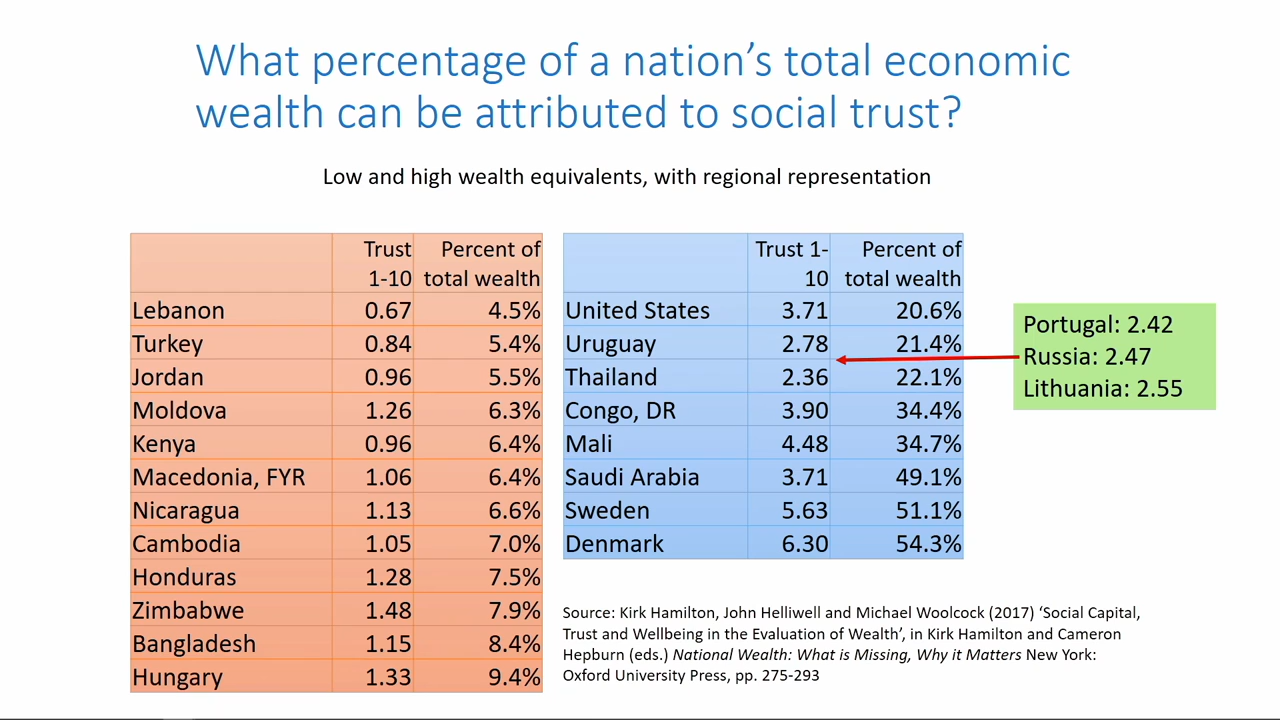 What percentage of a nation’s total economic
wealth can be attributed to social trust?
Low and high wealth equivalents, with regional representation
Trust 1-10 Percent of total wealth
Lebanon 0.67 4.5%
Turkey 0.84 5.4%
Jordan 0.96 5.5%
Moldova 1.26 6.3%
Kenya 0.96 6.4%
Macedonia, FYR 1.06 6.4%
Nicaragua 1.13 6.6%
Cambodia 1.05 7.0%
Honduras 1.28 7.5%
Zimbabwe 1.48 7.9%
Bangladesh 1.15 8.4%
Hungary 1.33 9.4%
Trust 1-10 Percent of total wealth
United States 3.71 20.6%
Uruguay 2.78 21.4%
Thailand 2.36 22.1%
Congo, DR 3.90 34.4%
Mali 4.48 34.7%
Saudi Arabia 3.71 49.1%
Sweden 5.63 51.1%
Denmark 6.30 54.3%
Portugal: 2.42
Russia: 2.47
Lithuania: 2.55
Source: Kirk Hamilton, John Helliwell and Michael Woolcock (2017) ‘Social Capital,
Trust and Wellbeing in the Evaluation of Wealth’, in Kirk Hamilton and Cameron
Hepburn (eds.) National Wealth: What is Missing, Why it Matters New York:
Oxford University Press, pp. 275-293